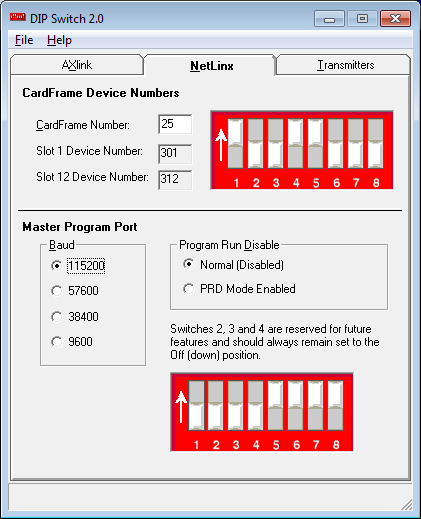 DIP Switch 2.0
File Help
AXlink NetLinx Transmitters
CardFrame Device Numbers
CardFrame Number: 25
Slot 1 Device Number: 301
Slot 12 Device Number: 312
1 2 3 4 5 6 7 8
Master Program Port
Baud
115200
57600
38400
9600
Program Run Disable
Normal (Disabled)
PRD Mode Enabled
Switches 2, 3 and 4 are reserved for future
features and should always remain set to the
Off (down) position.
1 2 3 4 5 6 7 8